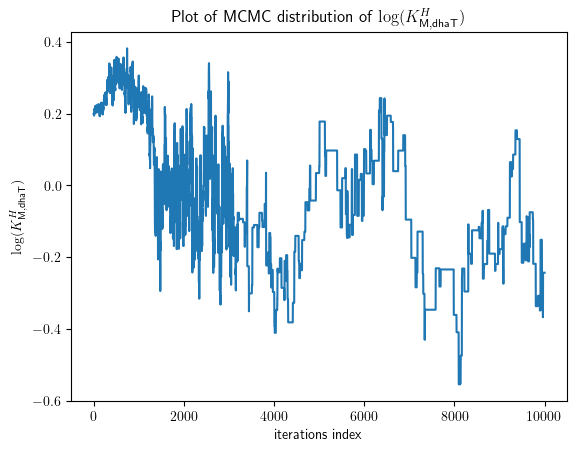 Plot of MCMC distribution of log(K^H_M,dhaT)
log(K^H_M,dhaT)
0.4
0.2
0.0
−0.2
−0.4
−0.6
0 2000 4000 6000 8000 10000
iterations index